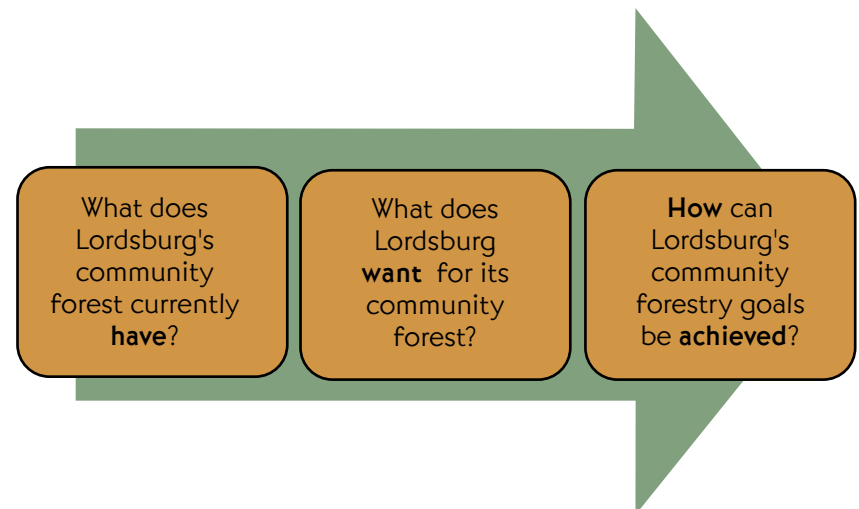 What does
Lordsburg's
community
forest currently
have?
What does
Lordsburg
want for its
community
forest?
How can
Lordsburg's
community
forestry goals
be achieved?